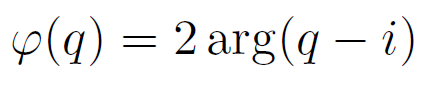 φ(q) = 2 arg(q − i)